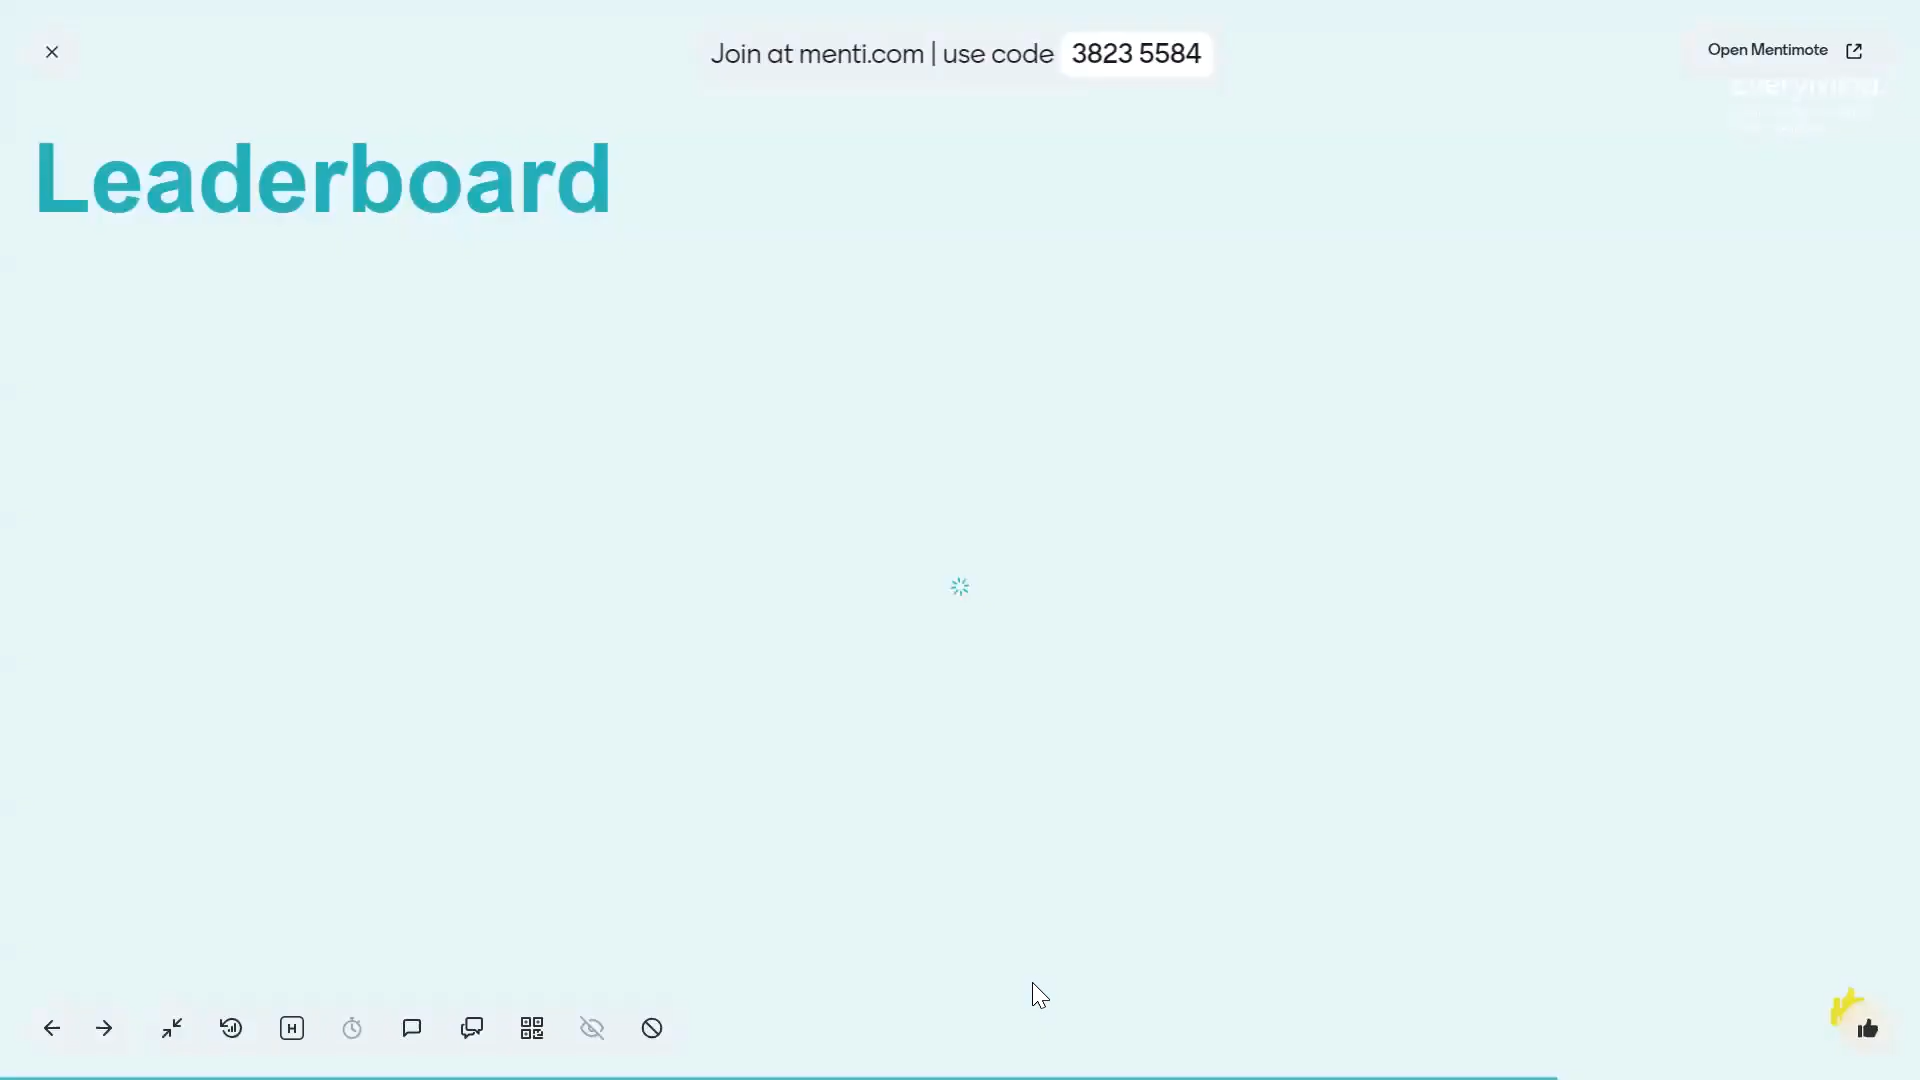 Join at menti.com | use code 3823 5584
Open Mentimote
Leaderboard
H